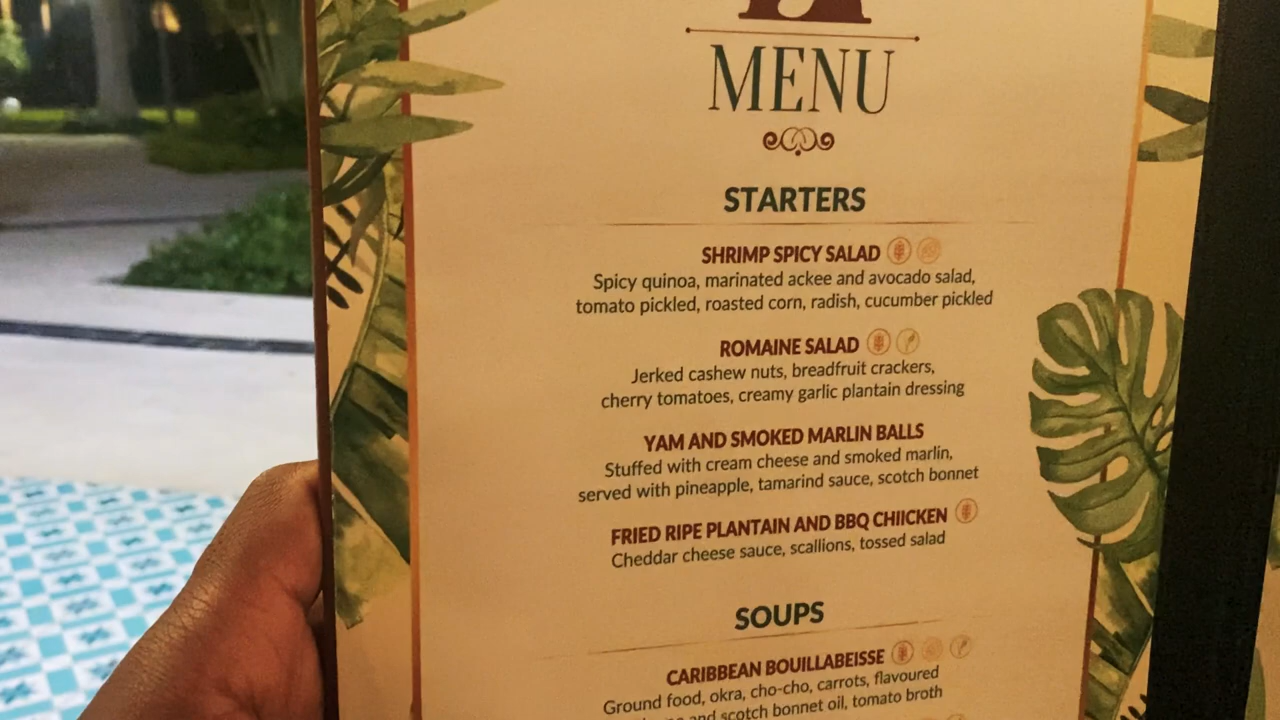 MENU
STARTERS
SHRIMP SPICY SALAD
Spicy quinoa, marinated ackee and avocado salad,
tomato pickled, roasted corn, radish, cucumber pickled
ROMAINE SALAD
Jerked cashew nuts, breadfruit crackers,
cherry tomatoes, creamy garlic plantain dressing
YAM AND SMOKED MARLIN BALLS
Stuffed with cream cheese and smoked marlin,
served with pineapple, tamarind sauce, scotch bonnet
FRIED RIPE PLANTAIN AND BBQ CHIICKEN
Cheddar cheese sauce, scallions, tossed salad
SOUPS
CARIBBEAN BOUILLABEISSE
Ground food, okra, cho-cho, carrots, flavoured
and scotch bonnet oil, tomato broth